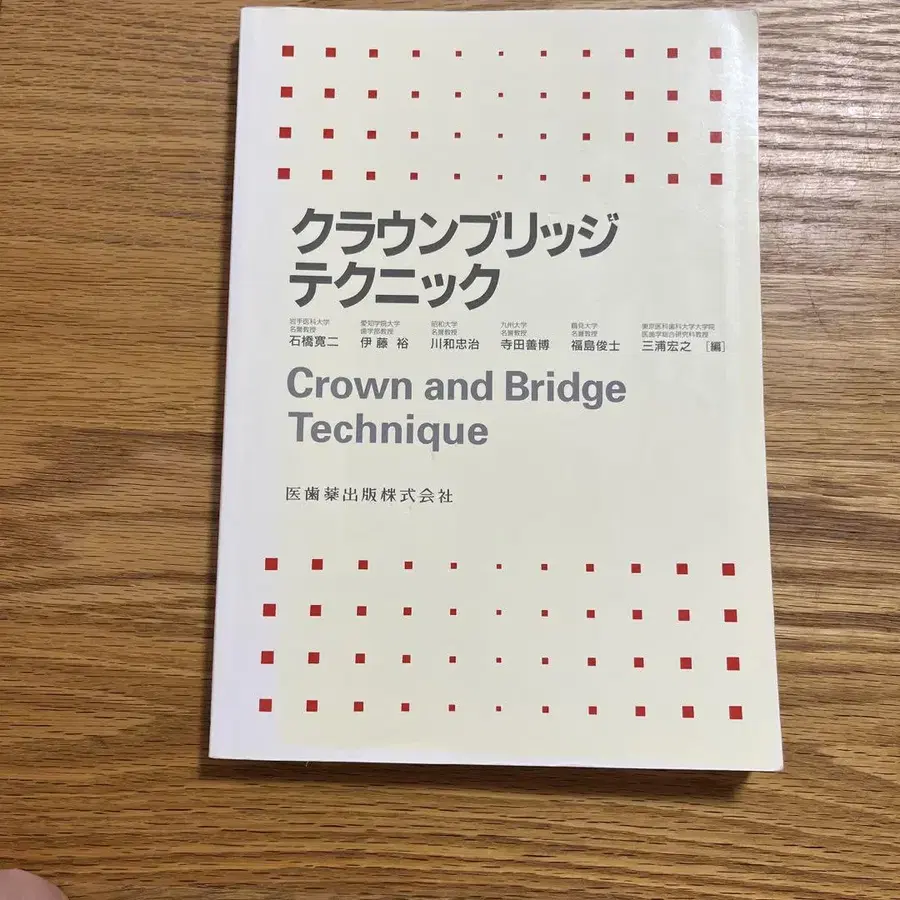 クラウンブリッジ
テクニック
岩手医科大学 愛知学院大学 昭和大学 九州大学 鶴見大学 東京医科歯科大学大学院
名誉教授 歯学部教授 名誉教授 名誉教授 名誉教授 医歯学総合研究科教授
石橋寛二 伊藤 裕 川和忠治 寺田善博 福島俊士 三浦宏之 [編]
Crown and Bridge
Technique
医歯薬出版株式会社